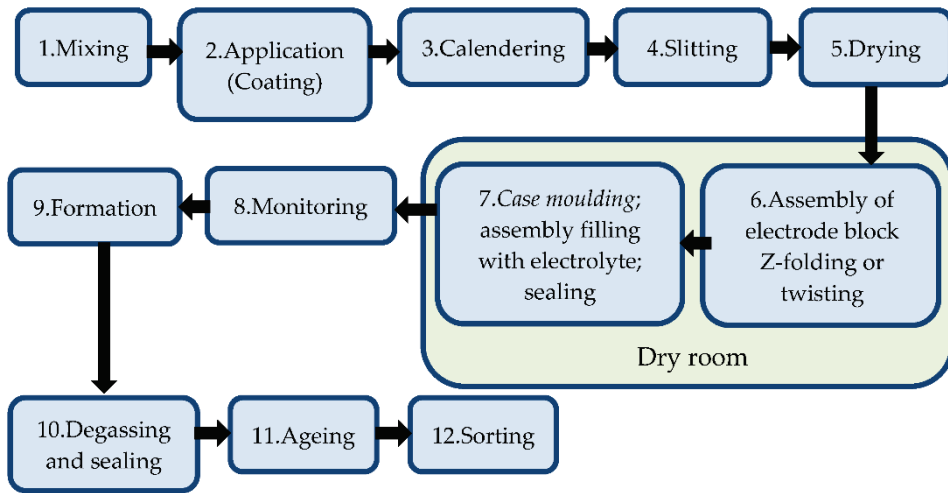 1.Mixing
2.Application
(Coating)
3.Calendering
4.Slitting
5.Drying
6.Assembly of
electrode block
Z-folding or
twisting
7.Case moulding;
assembly filling
with electrolyte;
sealing
Dry room
8.Monitoring
9.Formation
10.Degassing
and sealing
11.Ageing
12.Sorting